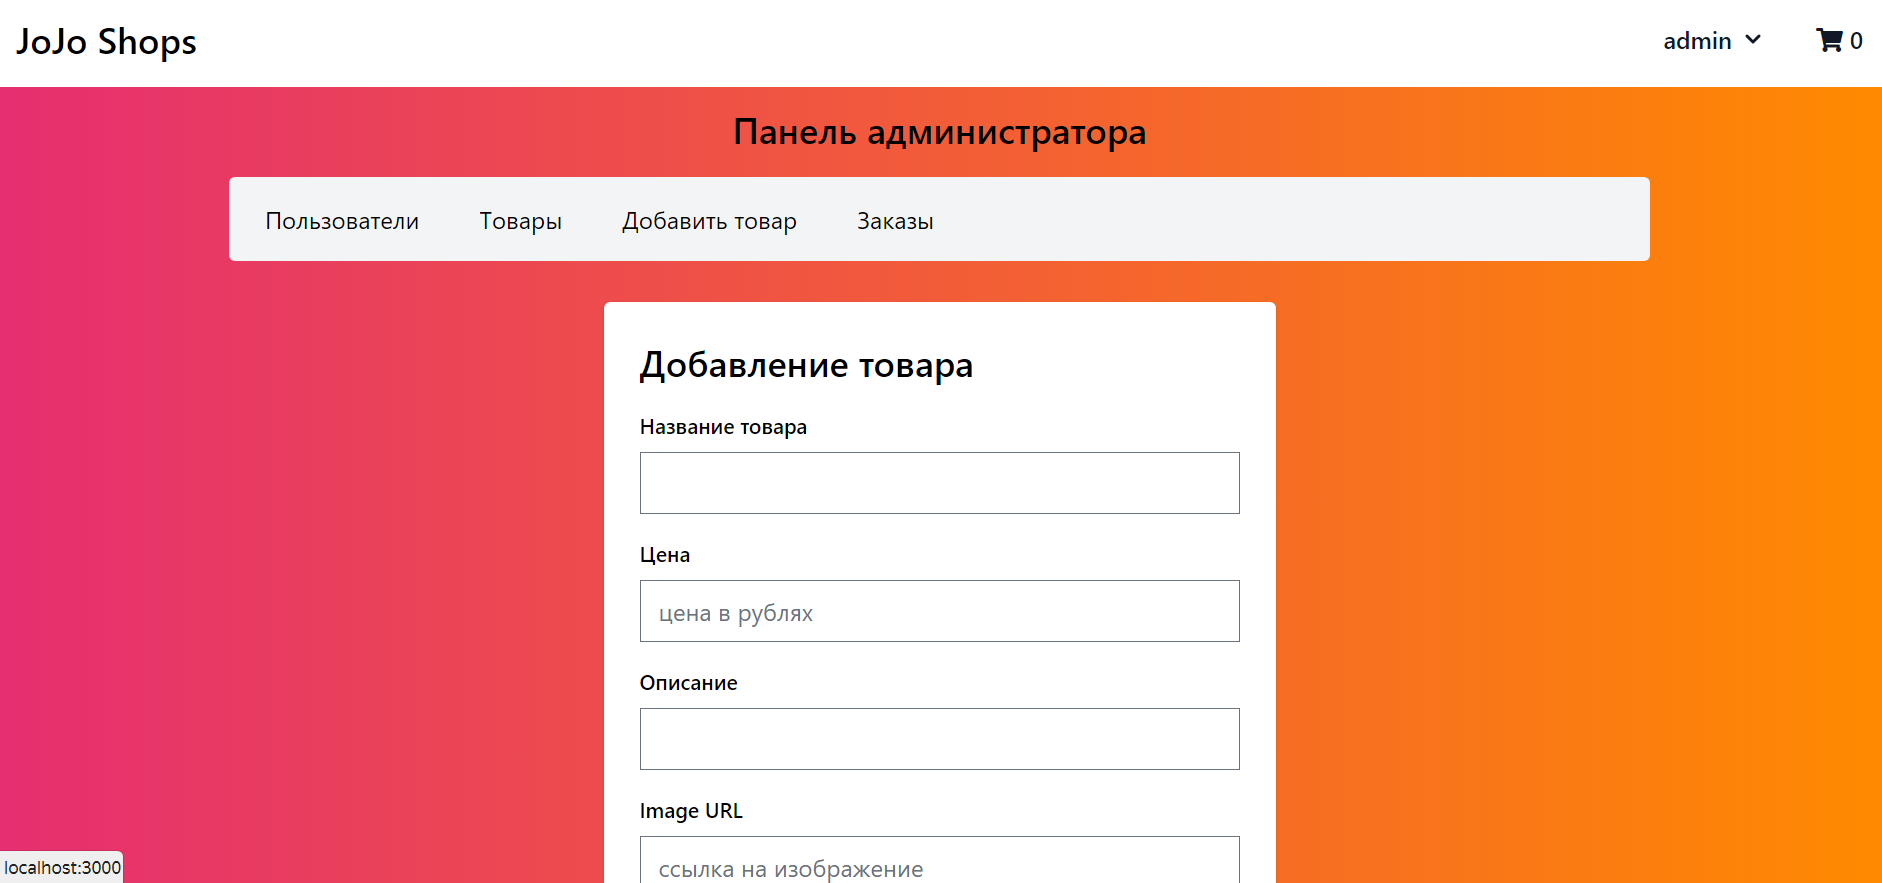 JoJo Shops
admin
0
Панель администратора
Пользователи Товары Добавить товар Заказы
Добавление товара
Название товара
Цена
цена в рублях
Описание
Image URL
ссылка на изображение
localhost:3000